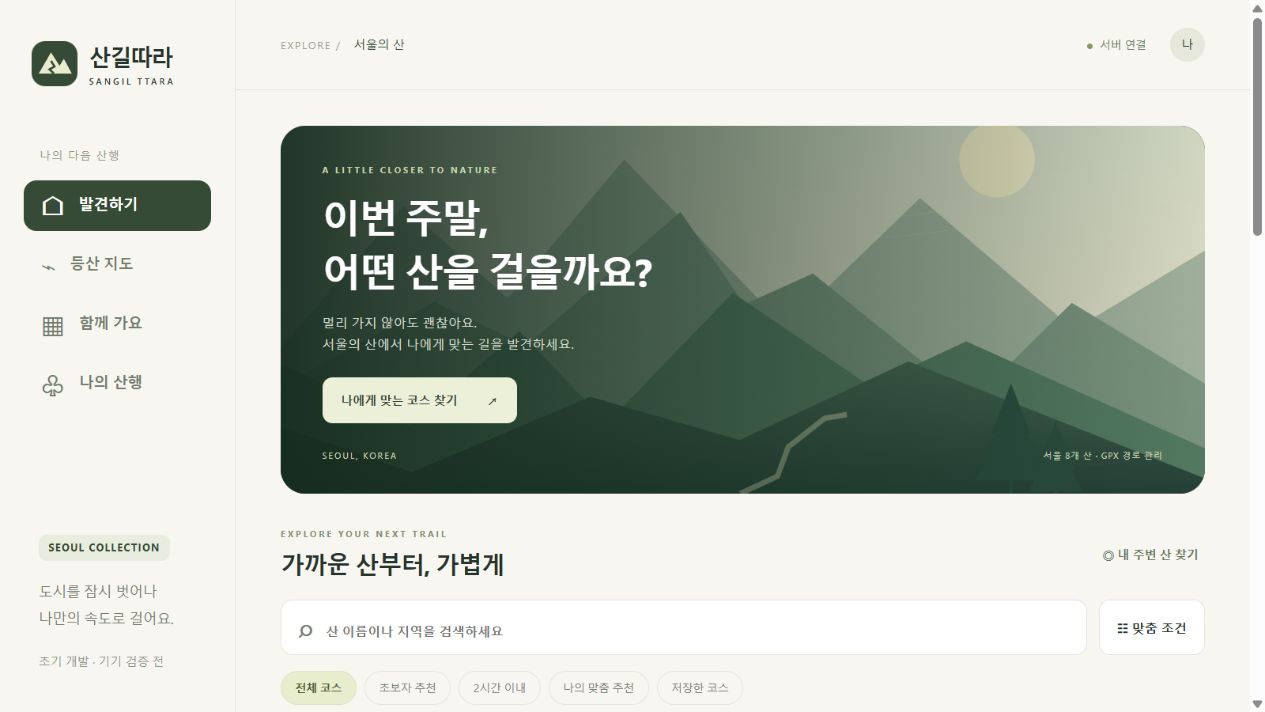 산길따라
SANGIL TTARA
나의 다음 산행
발견하기
등산 지도
함께 가요
나의 산행
SEOUL COLLECTION
도시를 잠시 벗어나
나만의 속도로 걸어요.
초기 개발 · 기기 검증 전
EXPLORE / 서울의 산
서버 연결
나
A LITTLE CLOSER TO NATURE
이번 주말,
어떤 산을 걸을까요?
멀리 가지 않아도 괜찮아요.
서울의 산에서 나에게 맞는 길을 발견하세요.
나에게 맞는 코스 찾기 ↗
SEOUL, KOREA
서울 8개 산 · GPX 경로 관리
EXPLORE YOUR NEXT TRAIL
가까운 산부터, 가볍게
◎ 내 주변 산 찾기
산 이름이나 지역을 검색하세요
☷ 맞춤 조건
전체 코스
초보자 추천
2시간 이내
나의 맞춤 추천
저장한 코스